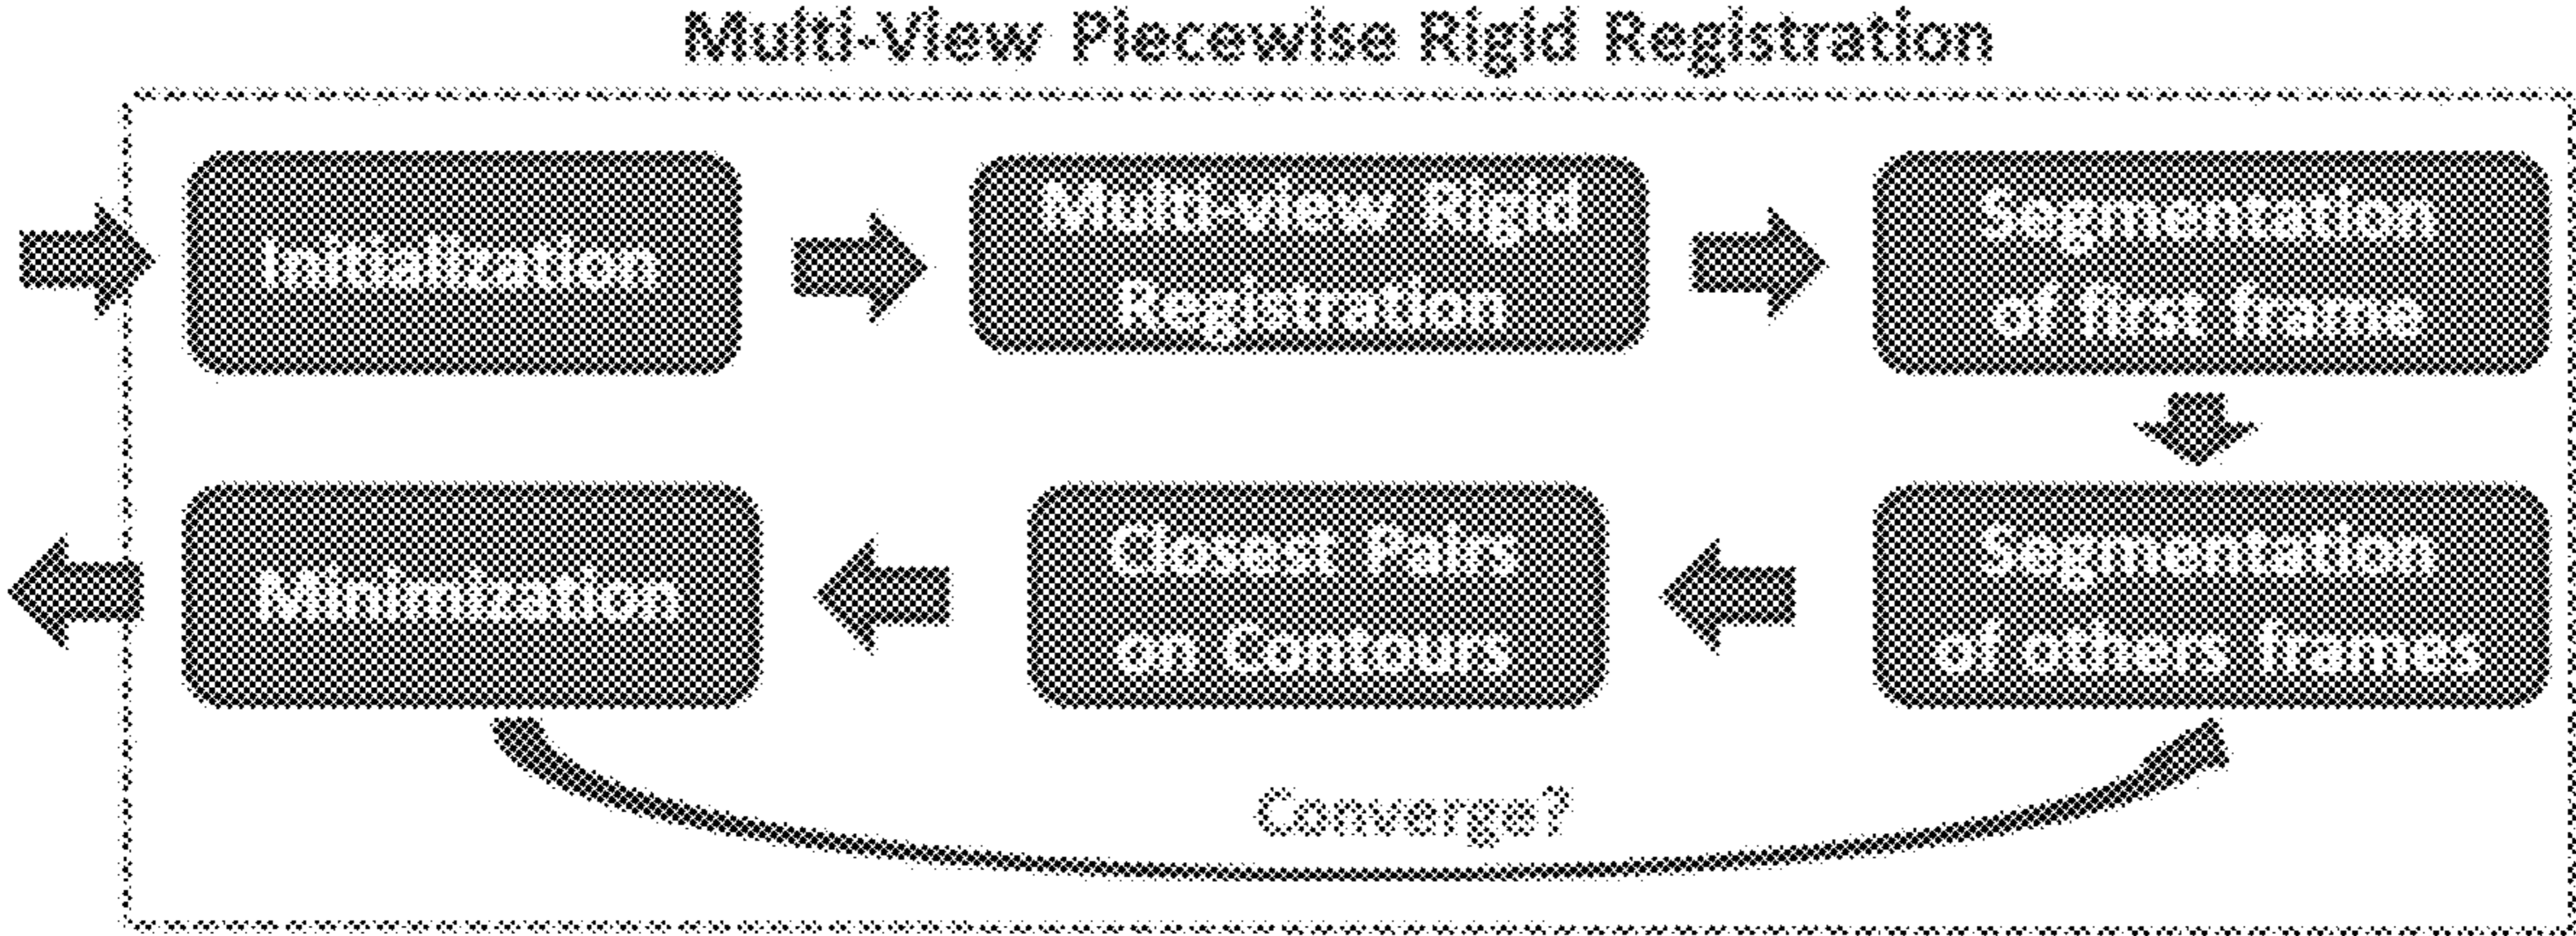 Multi-View Piecewise Rigid Registration
Initialization
Multi-view Rigid
Registration
Segmentation
of first frame
Segmentation
of others frames
Closest Pairs
on Contours
Minimization
Converge?